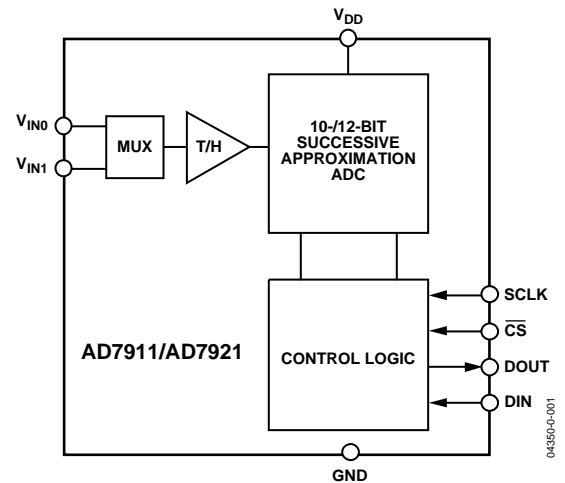 VDD
VIN0
VIN1
MUX
T/H
10-/12-BIT
SUCCESSIVE
APPROXIMATION
ADC
SCLK
C̅S̅
DOUT
DIN
CONTROL LOGIC
AD7911/AD7921
GND
04350-0-001